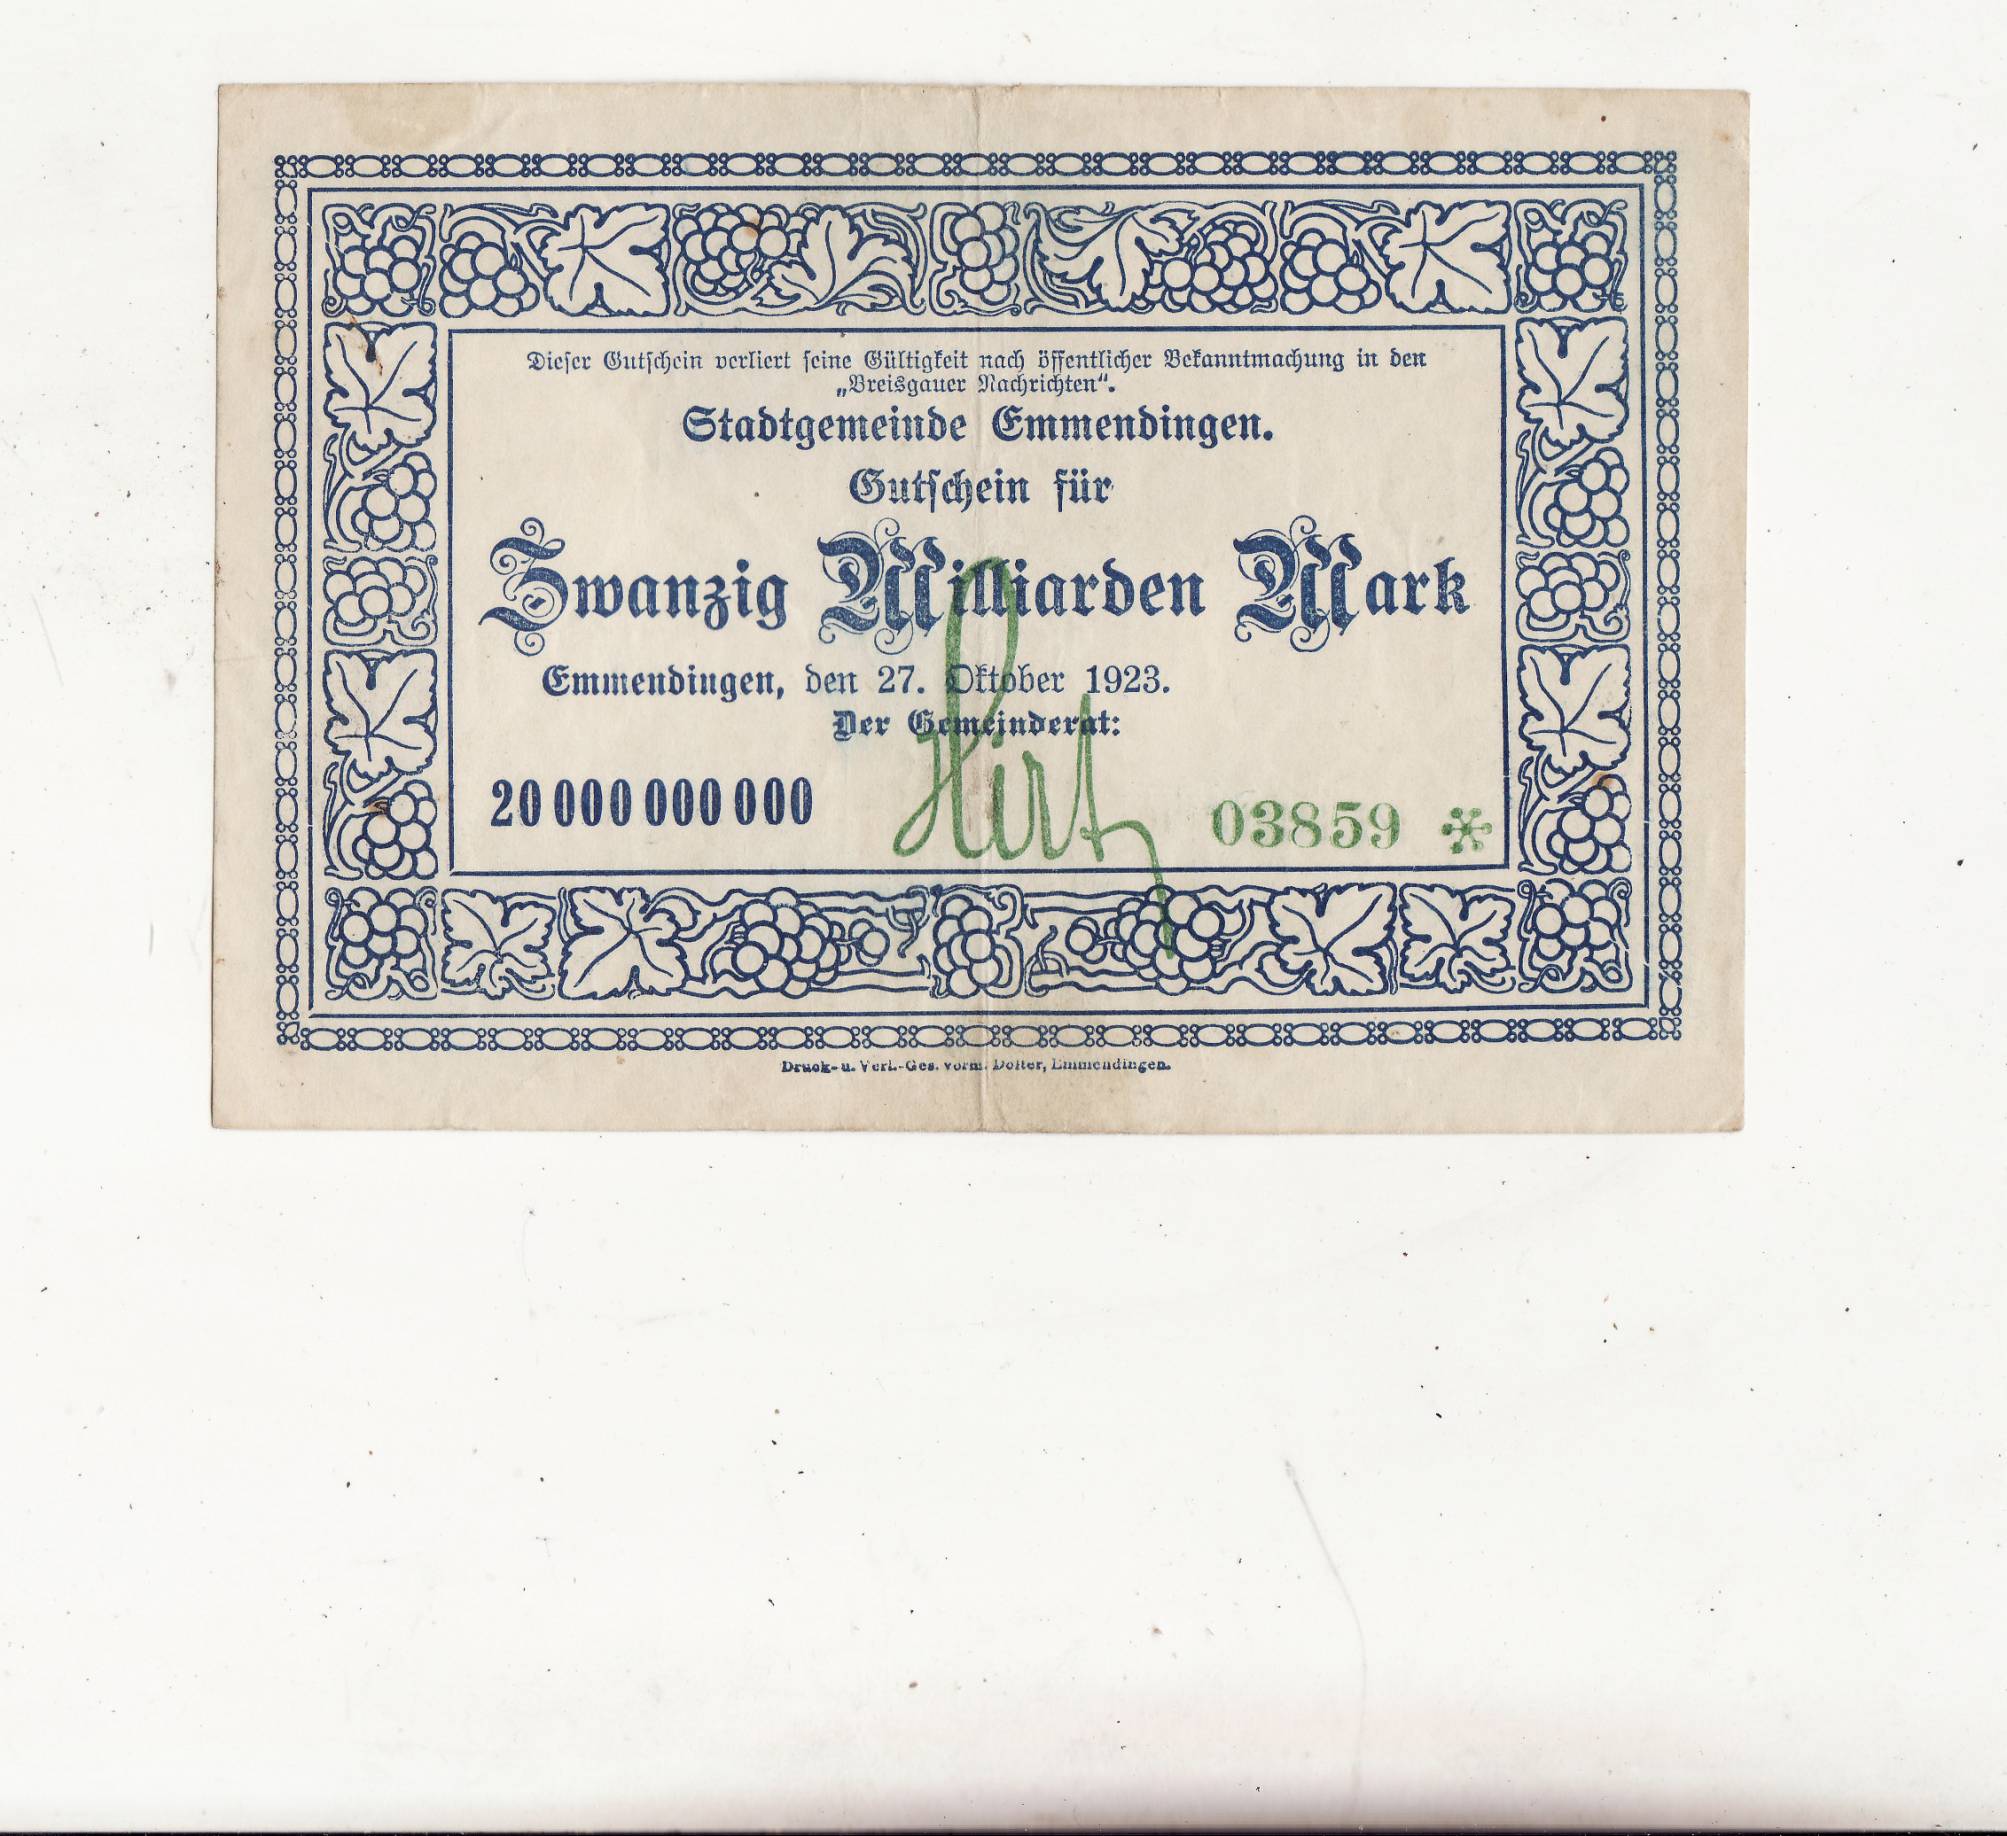 Dieser Gutschein verliert seine Gültigkeit nach öffentlicher Bekanntmachung in den
„Breisgauer Nachrichten“.
Stadtgemeinde Emmendingen.
Gutschein für
Zwanzig Milliarden Mark
Emmendingen, den 27. Oktober 1923.
Der Gemeinderat:
Hirt
20 000 000 000
03859 *
Druck- u. Verl.-Ges. vorm. Dölter, Emmendingen.